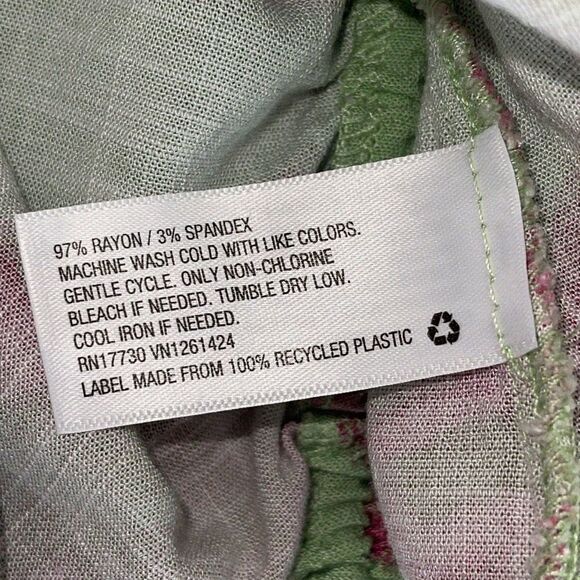 97% RAYON / 3% SPANDEX
MACHINE WASH COLD WITH LIKE COLORS.
GENTLE CYCLE. ONLY NON-CHLORINE
BLEACH IF NEEDED. TUMBLE DRY LOW.
COOL IRON IF NEEDED.
RN17730 VN1261424
LABEL MADE FROM 100% RECYCLED PLASTIC